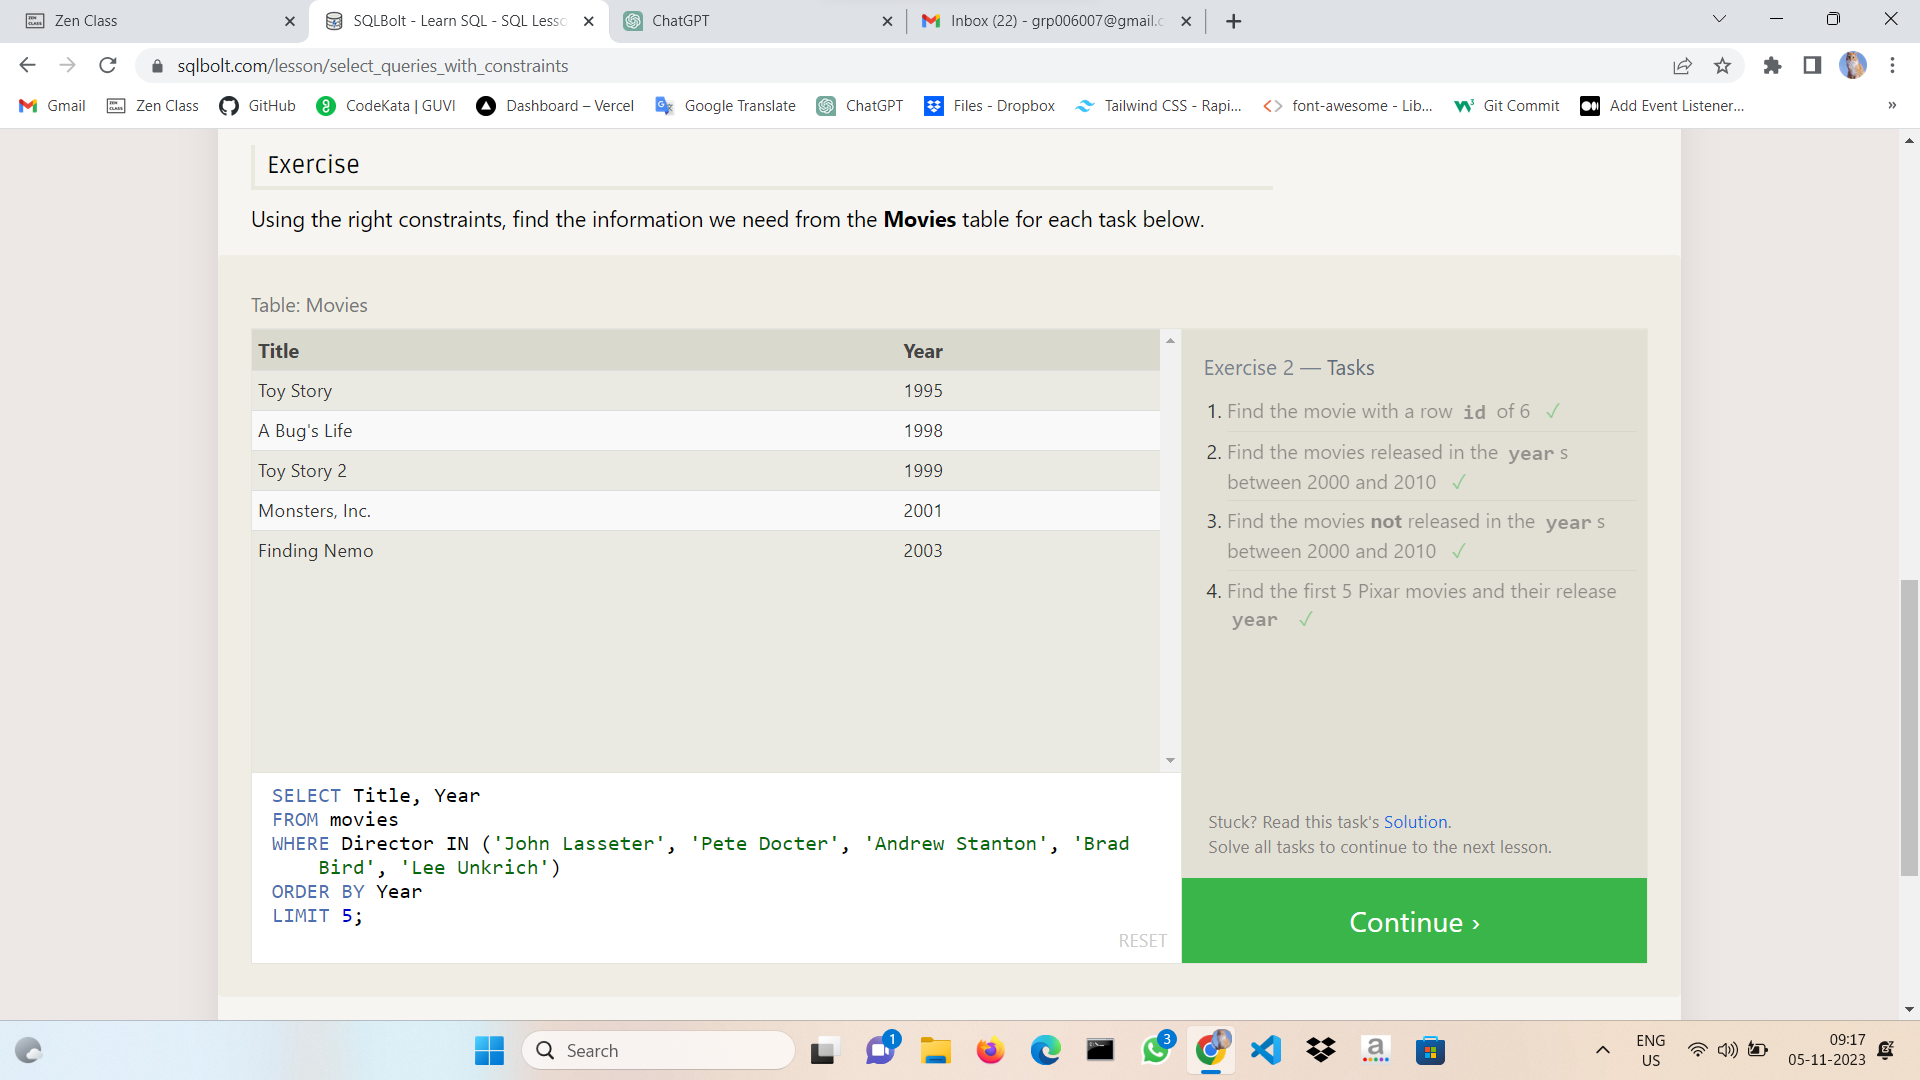 Zen Class
SQLBolt - Learn SQL - SQL Lesso
ChatGPT
Inbox (22) - grp006007@gmail.c
sqlbolt.com/lesson/select_queries_with_constraints
Gmail
Zen Class
GitHub
CodeKata | GUVI
Dashboard – Vercel
Google Translate
ChatGPT
Files - Dropbox
Tailwind CSS - Rapi...
font-awesome - Lib...
Git Commit
Add Event Listener...
»
Exercise
Using the right constraints, find the information we need from the Movies table for each task below.
Table: Movies
Title Year
Toy Story 1995
A Bug's Life 1998
Toy Story 2 1999
Monsters, Inc. 2001
Finding Nemo 2003
SELECT Title, Year
FROM movies
WHERE Director IN ('John Lasseter', 'Pete Docter', 'Andrew Stanton', 'Brad
Bird', 'Lee Unkrich')
ORDER BY Year
LIMIT 5;
RESET
Exercise 2 — Tasks
1. Find the movie with a row id of 6 ✓
2. Find the movies released in the year s
between 2000 and 2010 ✓
3. Find the movies not released in the year s
between 2000 and 2010 ✓
4. Find the first 5 Pixar movies and their release
year ✓
Stuck? Read this task's Solution.
Solve all tasks to continue to the next lesson.
Continue ›
Search
1
3
ENG
US
09:17
05-11-2023